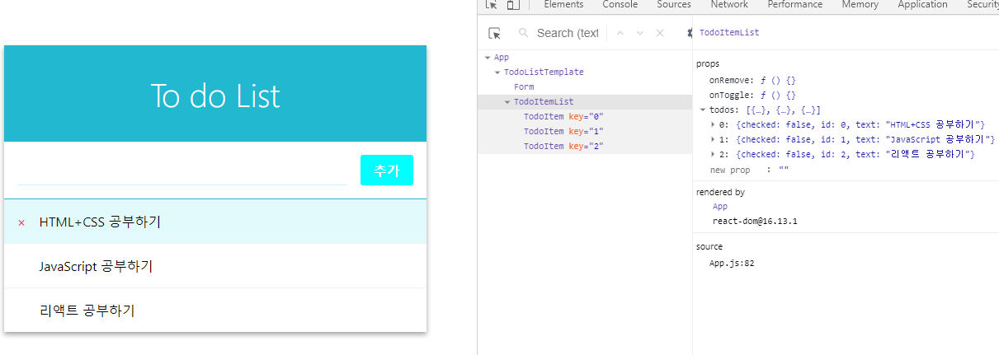 To do List
추가
× HTML+CSS 공부하기
JavaScript 공부하기
리액트 공부하기
Elements Console Sources Network Performance Memory Application Security
Search (text
App
TodoListTemplate
Form
TodoItemList
TodoItem key="0"
TodoItem key="1"
TodoItem key="2"
TodoItemList
props
onRemove: ƒ () {}
onToggle: ƒ () {}
todos: [{…}, {…}, {…}]
0: {checked: false, id: 0, text: "HTML+CSS 공부하기"}
1: {checked: false, id: 1, text: "JavaScript 공부하기"}
2: {checked: false, id: 2, text: "리액트 공부하기"}
new prop : ""
rendered by
App
react-dom@16.13.1
source
App.js:82